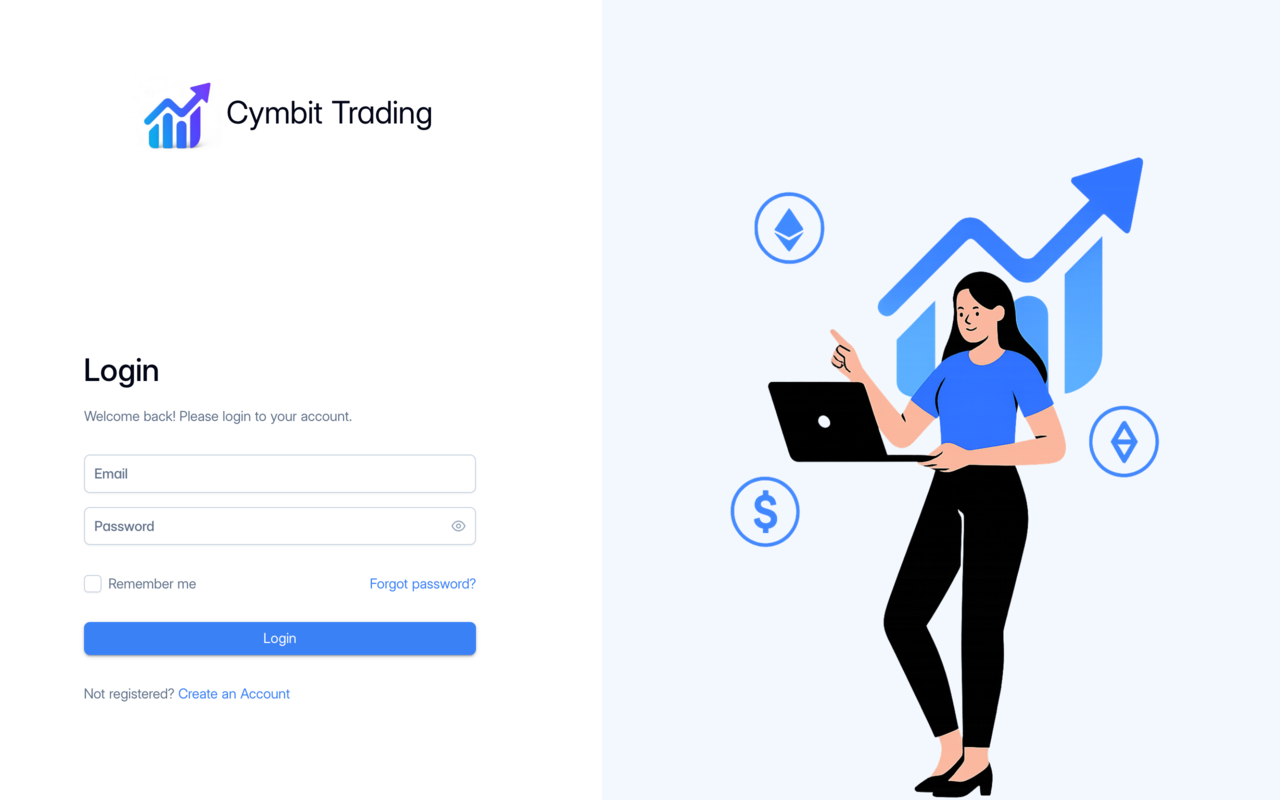 Cymbit Trading
Login
Welcome back! Please login to your account.
Email
Password
Remember me
Forgot password?
Login
Not registered? Create an Account
$